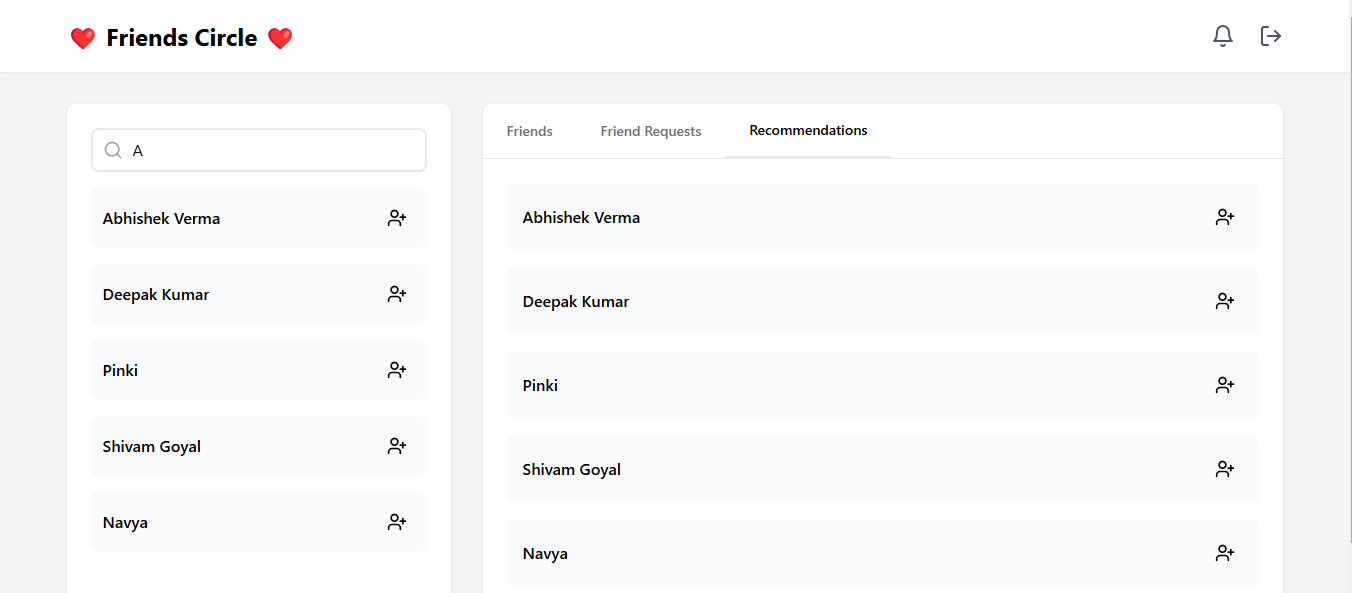 ❤️ Friends Circle ❤️
A
Abhishek Verma
Deepak Kumar
Pinki
Shivam Goyal
Navya
Friends Friend Requests Recommendations
Abhishek Verma
Deepak Kumar
Pinki
Shivam Goyal
Navya